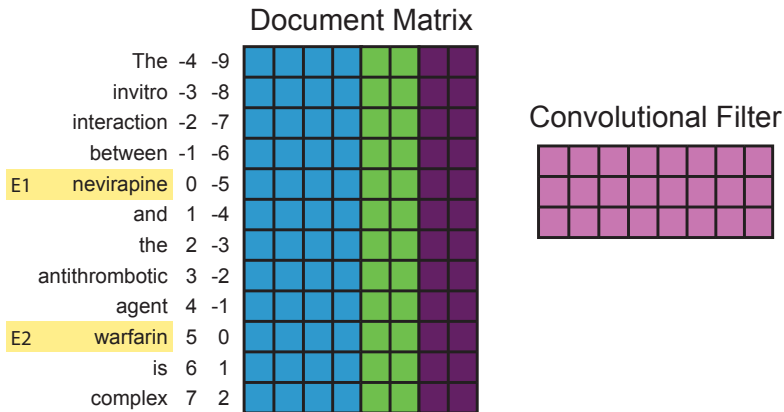 Document Matrix
The -4 -9
invitro -3 -8
interaction -2 -7
between -1 -6
E1 nevirapine 0 -5
and 1 -4
the 2 -3
antithrombotic 3 -2
agent 4 -1
E2 warfarin 5 0
is 6 1
complex 7 2
Convolutional Filter